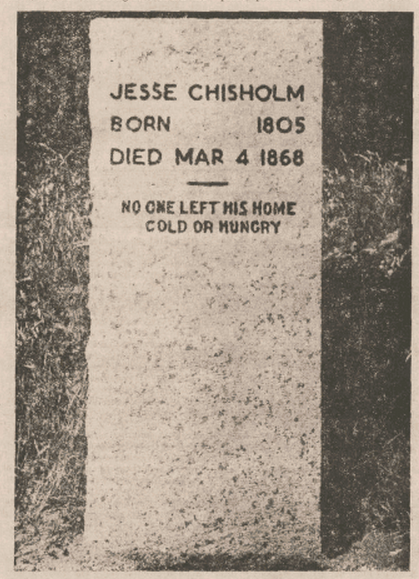 JESSE CHISHOLM
BORN 1805
DIED MAR 4 1868
NO ONE LEFT HIS HOME
COLD OR HUNGRY